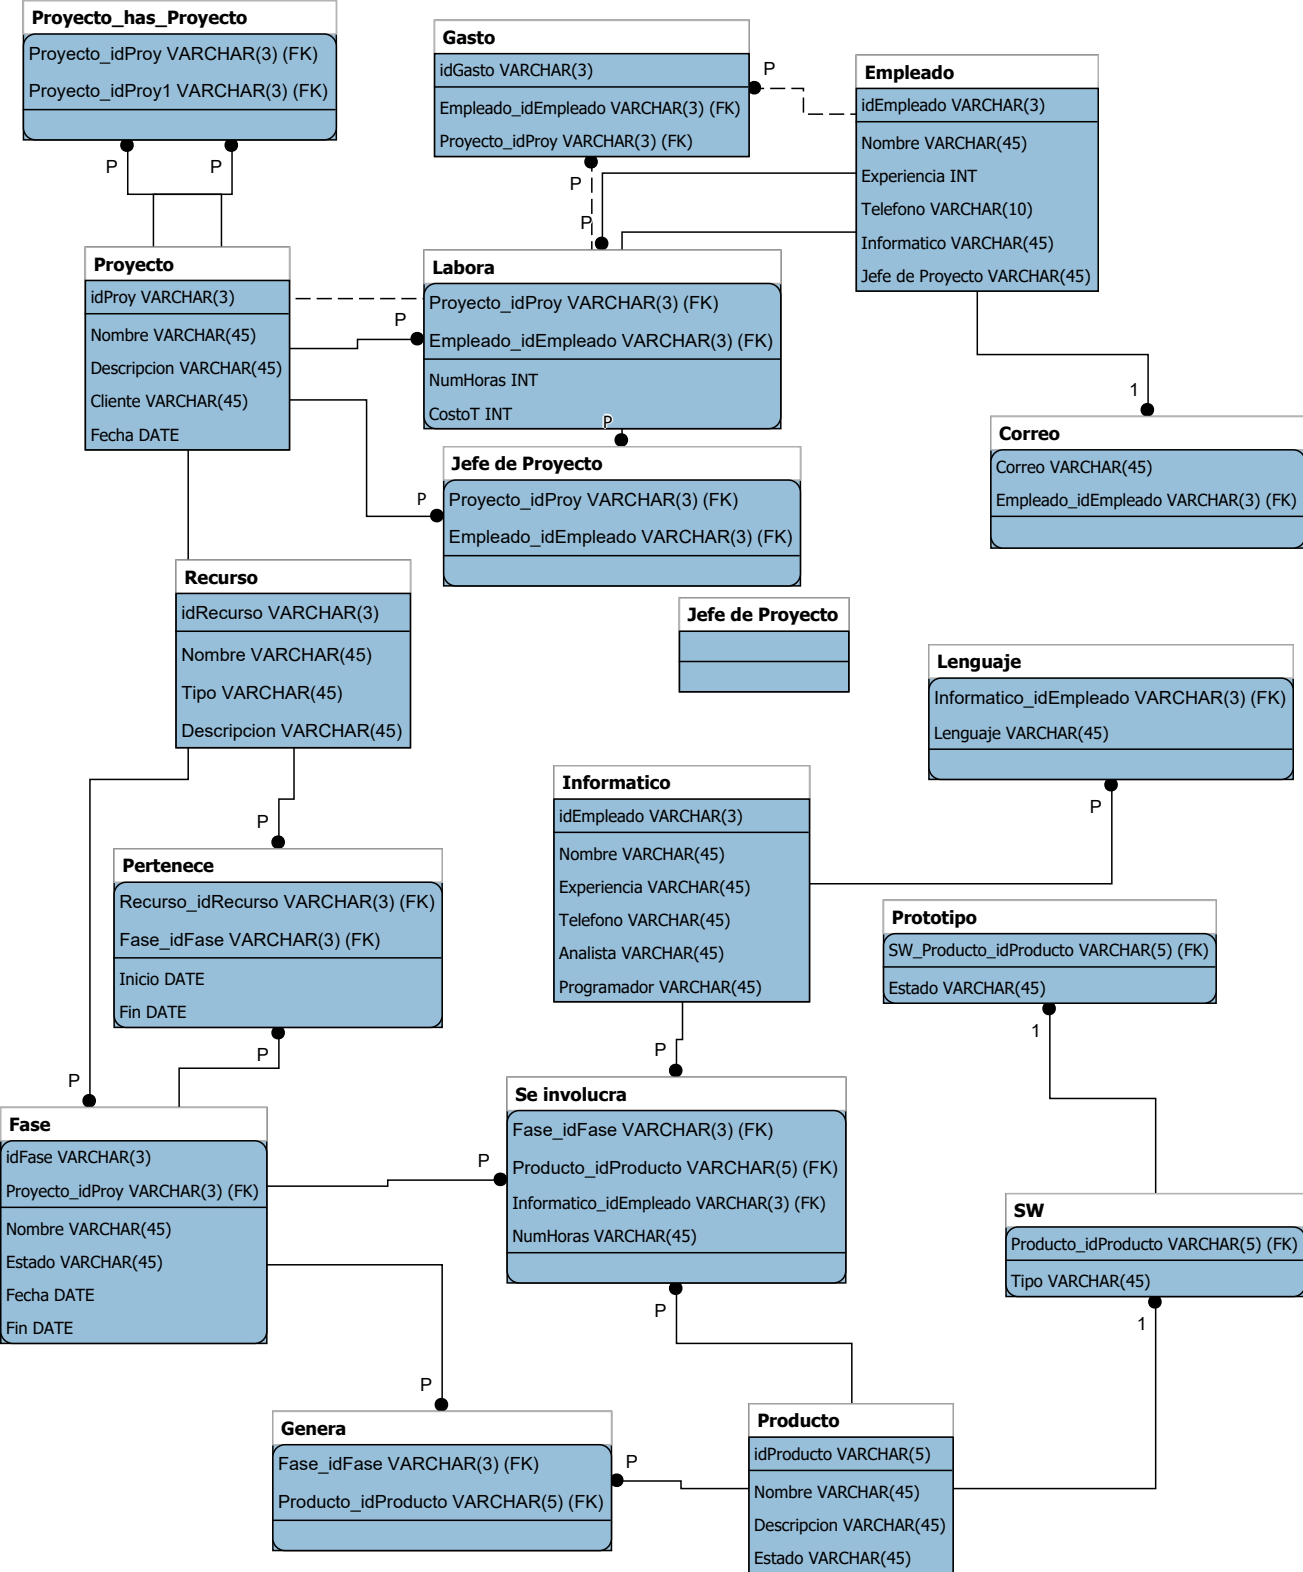 Proyecto_has_Proyecto
Proyecto_idProy VARCHAR(3) (FK)
Proyecto_idProy1 VARCHAR(3) (FK)
P
P
Gasto
idGasto VARCHAR(3)
Empleado_idEmpleado VARCHAR(3) (FK)
Proyecto_idProy VARCHAR(3) (FK)
P
P
P
Empleado
idEmpleado VARCHAR(3)
Nombre VARCHAR(45)
Experiencia INT
Telefono VARCHAR(10)
Informatico VARCHAR(45)
Jefe de Proyecto VARCHAR(45)
Proyecto
idProy VARCHAR(3)
Nombre VARCHAR(45)
Descripcion VARCHAR(45)
Cliente VARCHAR(45)
Fecha DATE
P
Labora
Proyecto_idProy VARCHAR(3) (FK)
Empleado_idEmpleado VARCHAR(3) (FK)
NumHoras INT
CostoT INT
P
1
Correo
Correo VARCHAR(45)
Empleado_idEmpleado VARCHAR(3) (FK)
P
Jefe de Proyecto
Proyecto_idProy VARCHAR(3) (FK)
Empleado_idEmpleado VARCHAR(3) (FK)
Recurso
idRecurso VARCHAR(3)
Nombre VARCHAR(45)
Tipo VARCHAR(45)
Descripcion VARCHAR(45)
P
Jefe de Proyecto
Lenguaje
Informatico_idEmpleado VARCHAR(3) (FK)
Lenguaje VARCHAR(45)
P
Informatico
idEmpleado VARCHAR(3)
Nombre VARCHAR(45)
Experiencia VARCHAR(45)
Telefono VARCHAR(45)
Analista VARCHAR(45)
Programador VARCHAR(45)
P
Pertenece
Recurso_idRecurso VARCHAR(3) (FK)
Fase_idFase VARCHAR(3) (FK)
Inicio DATE
Fin DATE
P
P
Prototipo
SW_Producto_idProducto VARCHAR(5) (FK)
Estado VARCHAR(45)
1
Fase
idFase VARCHAR(3)
Proyecto_idProy VARCHAR(3) (FK)
Nombre VARCHAR(45)
Estado VARCHAR(45)
Fecha DATE
Fin DATE
P
Se involucra
Fase_idFase VARCHAR(3) (FK)
Producto_idProducto VARCHAR(5) (FK)
Informatico_idEmpleado VARCHAR(3) (FK)
NumHoras VARCHAR(45)
P
SW
Producto_idProducto VARCHAR(5) (FK)
Tipo VARCHAR(45)
1
P
Genera
Fase_idFase VARCHAR(3) (FK)
Producto_idProducto VARCHAR(5) (FK)
P
Producto
idProducto VARCHAR(5)
Nombre VARCHAR(45)
Descripcion VARCHAR(45)
Estado VARCHAR(45)